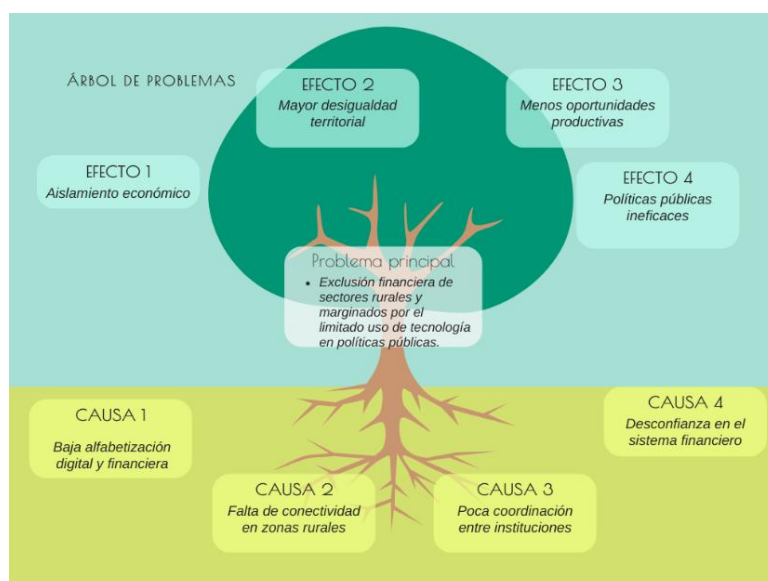 ÁRBOL DE PROBLEMAS
EFECTO 1
Aislamiento económico
EFECTO 2
Mayor desigualdad
territorial
EFECTO 3
Menos oportunidades
productivas
EFECTO 4
Políticas públicas
ineficaces
Problema principal
• Exclusión financiera de
sectores rurales y
marginados por el
limitado uso de tecnología
en políticas públicas.
CAUSA 1
Baja alfabetización
digital y financiera
CAUSA 2
Falta de conectividad
en zonas rurales
CAUSA 3
Poca coordinación
entre instituciones
CAUSA 4
Desconfianza en el
sistema financiero